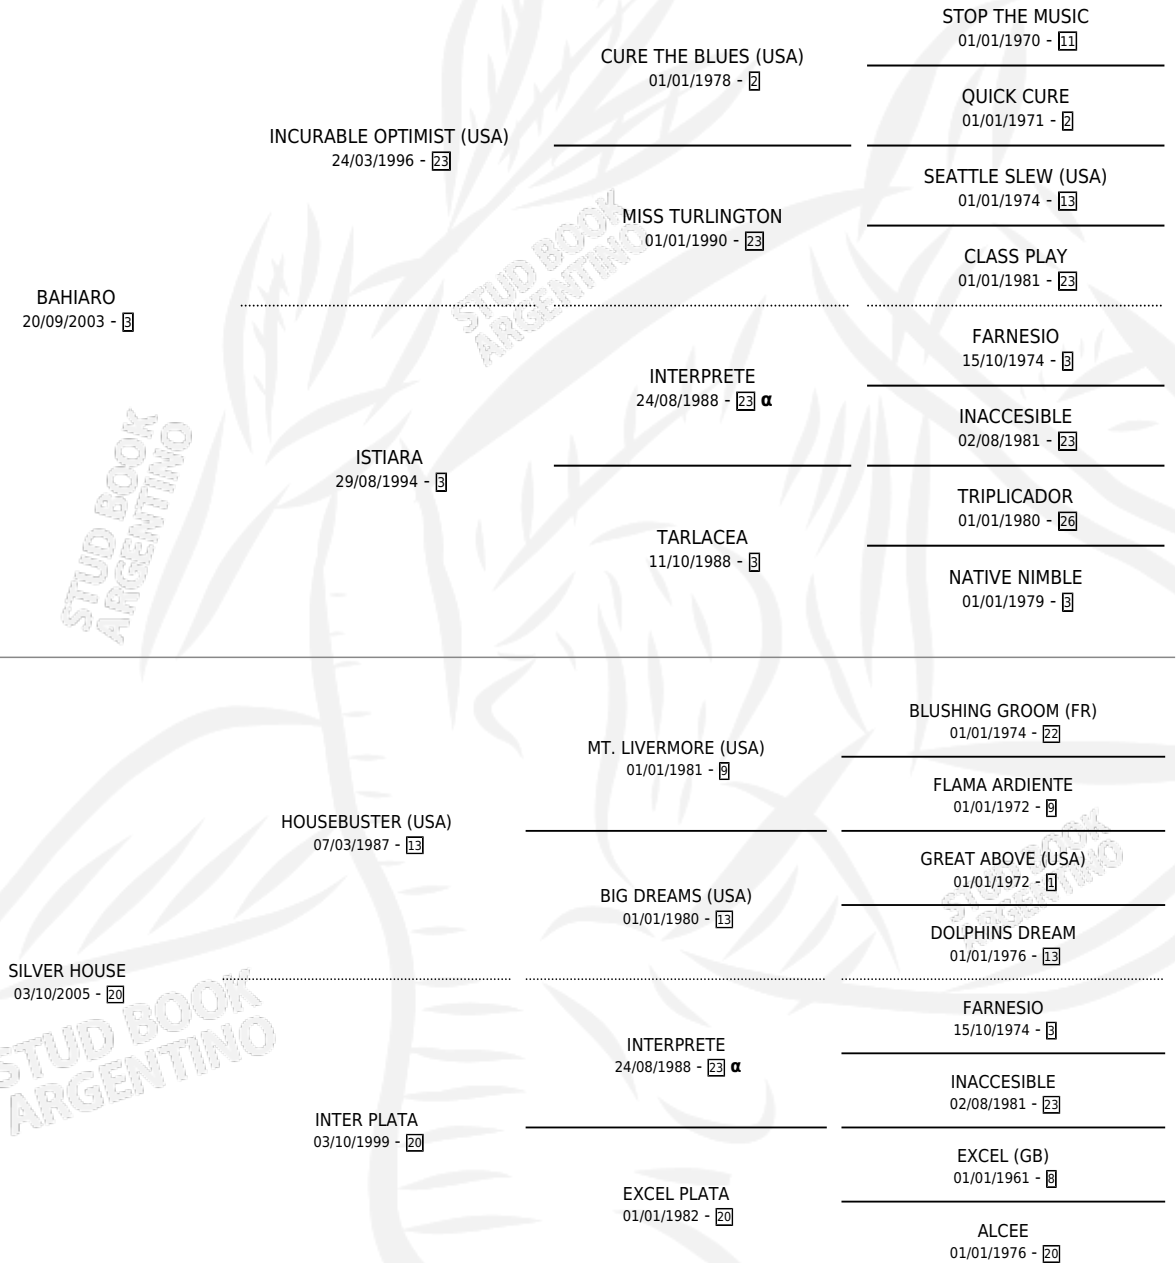 STOP THE MUSIC
01/01/1970 - 11
CURE THE BLUES (USA)
01/01/1978 - 2
QUICK CURE
01/01/1971 - 2
INCURABLE OPTIMIST (USA)
24/03/1996 - 23
SEATTLE SLEW (USA)
01/01/1974 - 13
MISS TURLINGTON
01/01/1990 - 23
CLASS PLAY
01/01/1981 - 23
BAHIARO
20/09/2003 - 3
FARNESIO
15/10/1974 - 3
INTERPRETE
24/08/1988 - 23 α
INACCESIBLE
02/08/1981 - 23
ISTIARA
29/08/1994 - 3
TRIPLICADOR
01/01/1980 - 26
TARLACEA
11/10/1988 - 3
NATIVE NIMBLE
01/01/1979 - 3
BLUSHING GROOM (FR)
01/01/1974 - 22
MT. LIVERMORE (USA)
01/01/1981 - 9
FLAMA ARDIENTE
01/01/1972 - 9
HOUSEBUSTER (USA)
07/03/1987 - 13
GREAT ABOVE (USA)
01/01/1972 - 1
BIG DREAMS (USA)
01/01/1980 - 13
DOLPHINS DREAM
01/01/1976 - 13
SILVER HOUSE
03/10/2005 - 20
FARNESIO
15/10/1974 - 3
INTERPRETE
24/08/1988 - 23 α
INACCESIBLE
02/08/1981 - 23
INTER PLATA
03/10/1999 - 20
EXCEL (GB)
01/01/1961 - 8
EXCEL PLATA
01/01/1982 - 20
ALCEE
01/01/1976 - 20
STUD BOOK
ARGENTINO
STUD BOOK
ARGENTINO
STUD BOOK
ARGENTINO
STUD BOOK
ARGENTINO